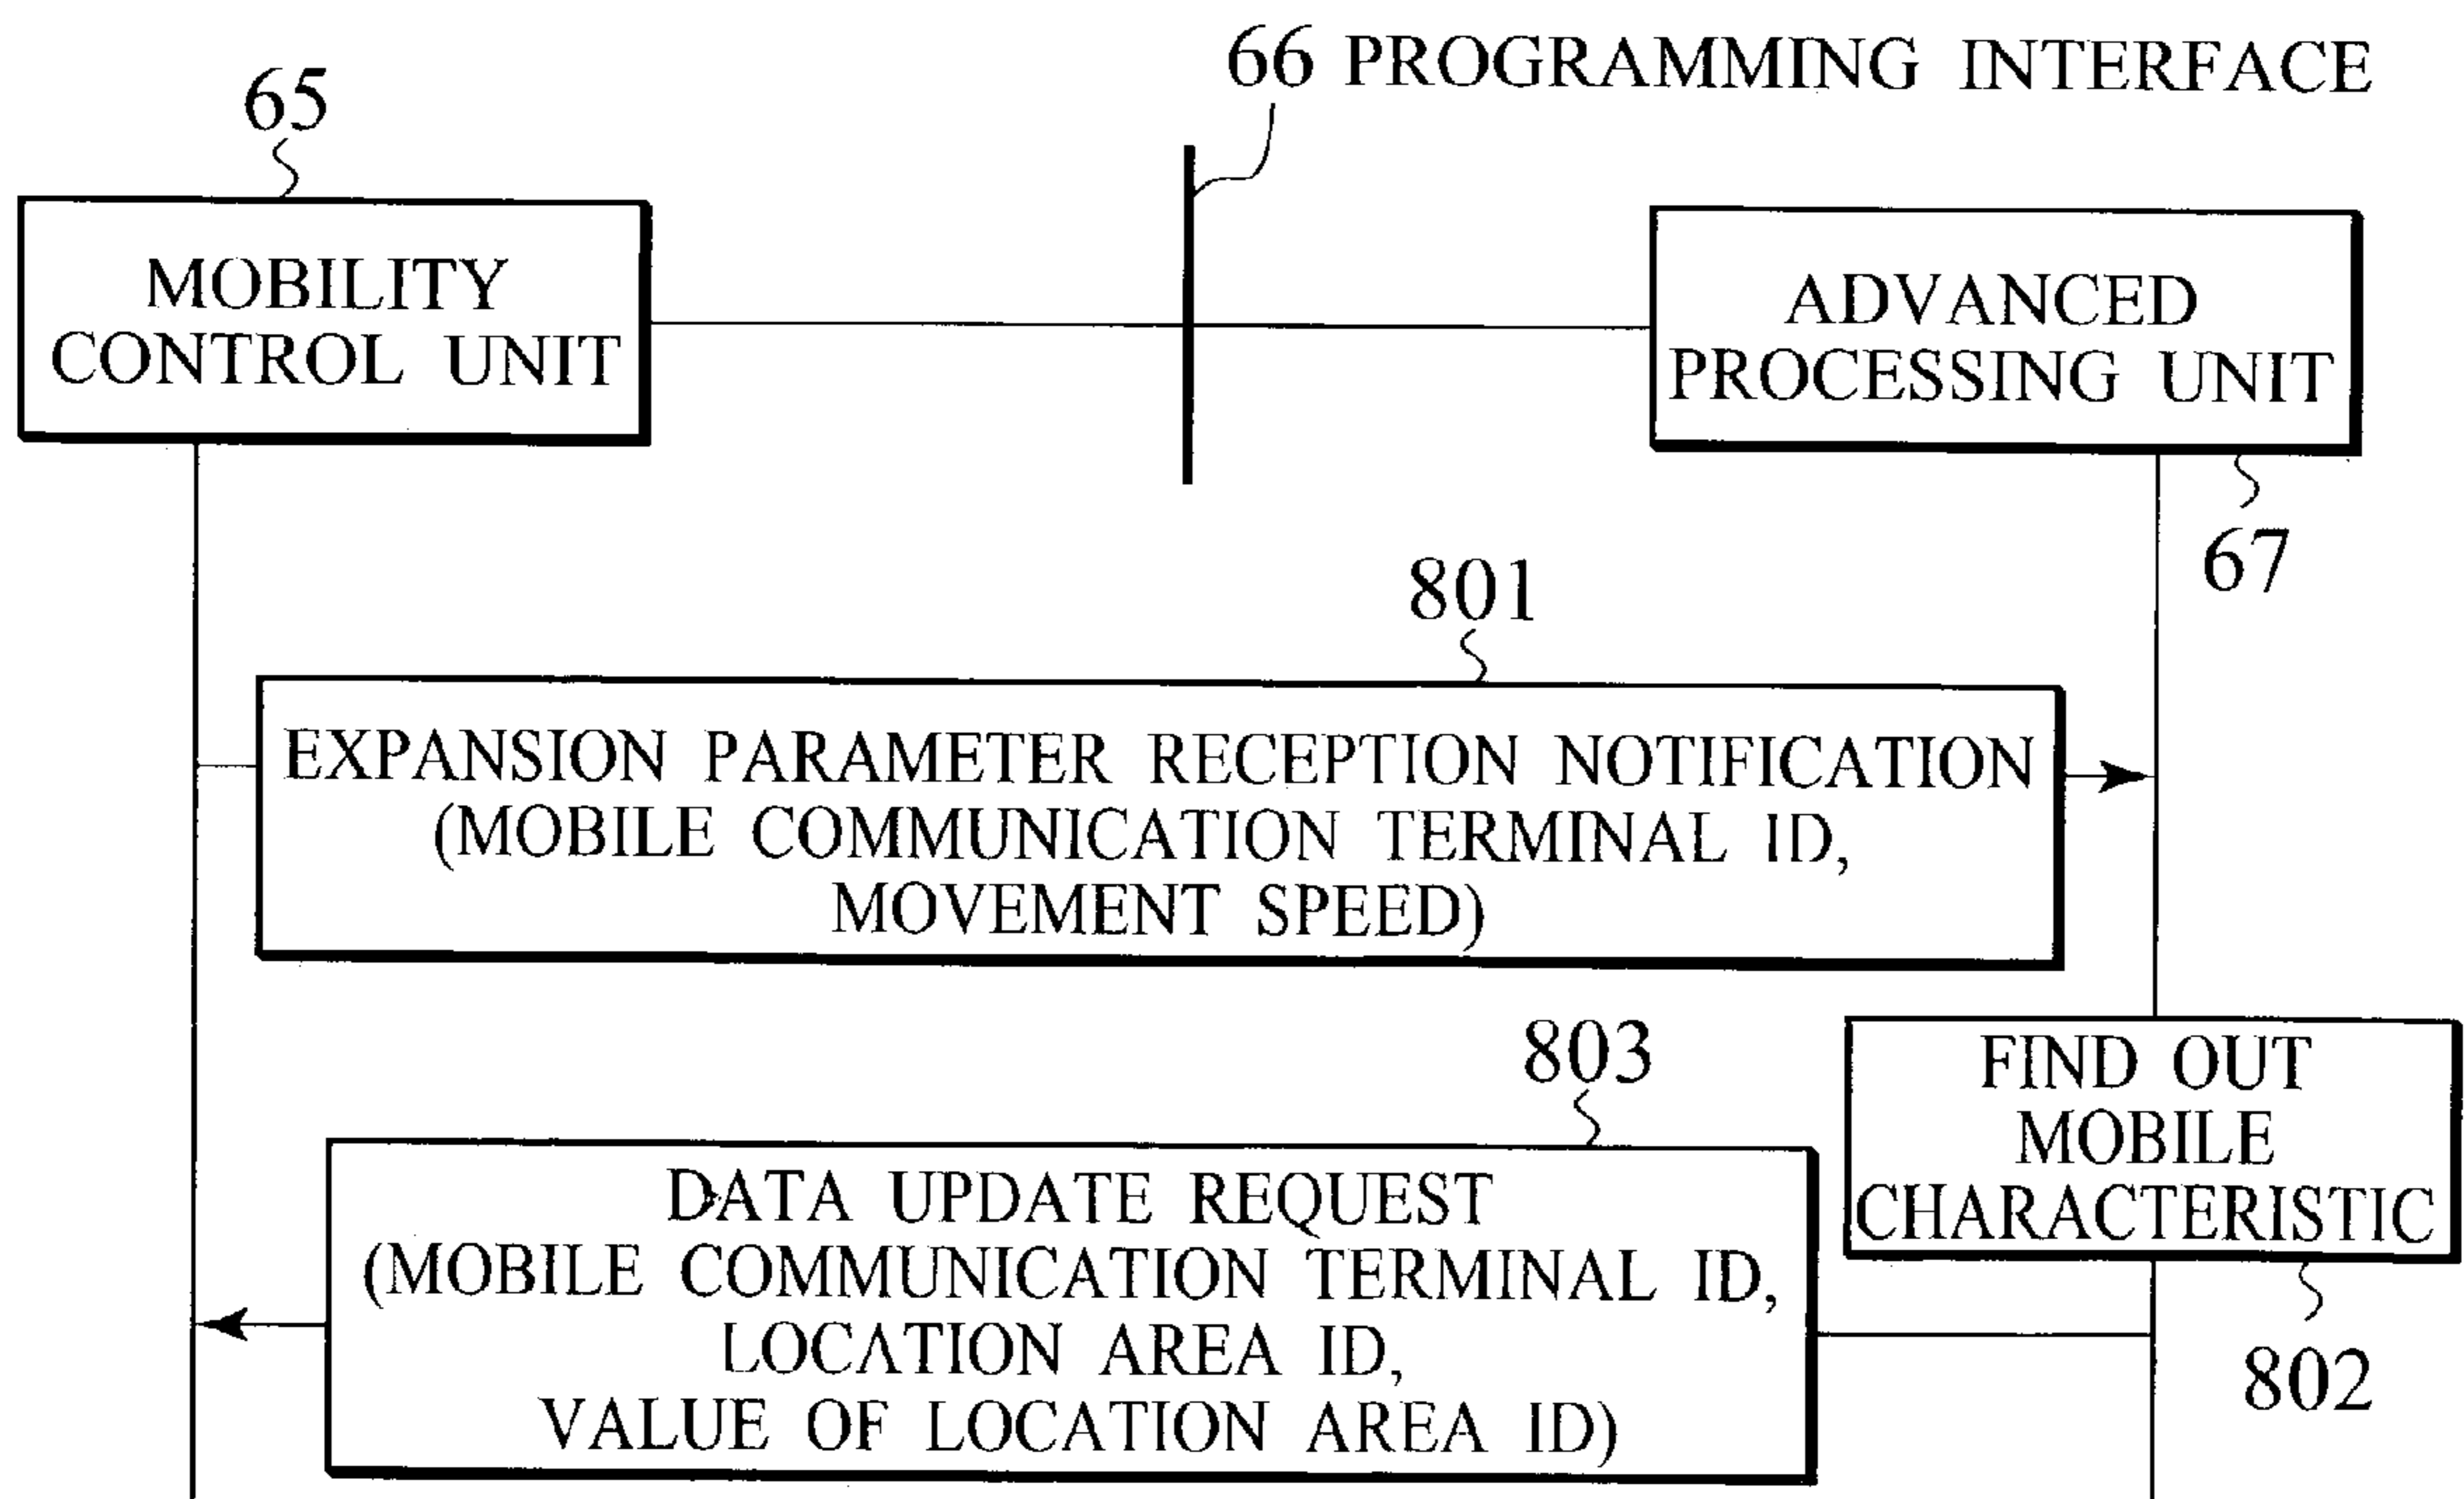 66 PROGRAMMING INTERFACE
65
MOBILITY
CONTROL UNIT
ADVANCED
PROCESSING UNIT
67
801
EXPANSION PARAMETER RECEPTION NOTIFICATION
(MOBILE COMMUNICATION TERMINAL ID,
MOVEMENT SPEED)
803
FIND OUT
MOBILE
CHARACTERISTIC
802
DATA UPDATE REQUEST
(MOBILE COMMUNICATION TERMINAL ID,
LOCATION AREA ID,
VALUE OF LOCATION AREA ID)